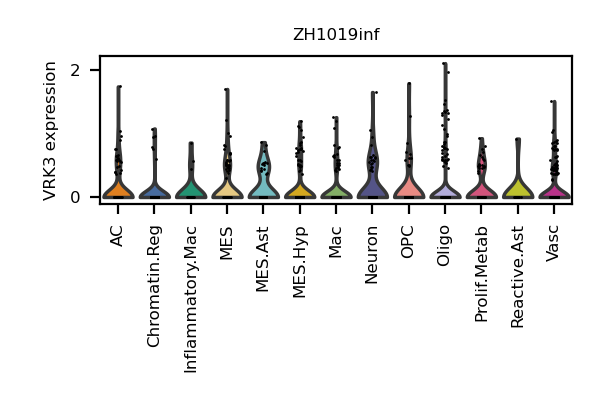 ZH1019inf
VRK3 expression
2
0
AC
Chromatin.Reg
Inflammatory.Mac
MES
MES.Ast
MES.Hyp
Mac
Neuron
OPC
Oligo
Prolif.Metab
Reactive.Ast
Vasc